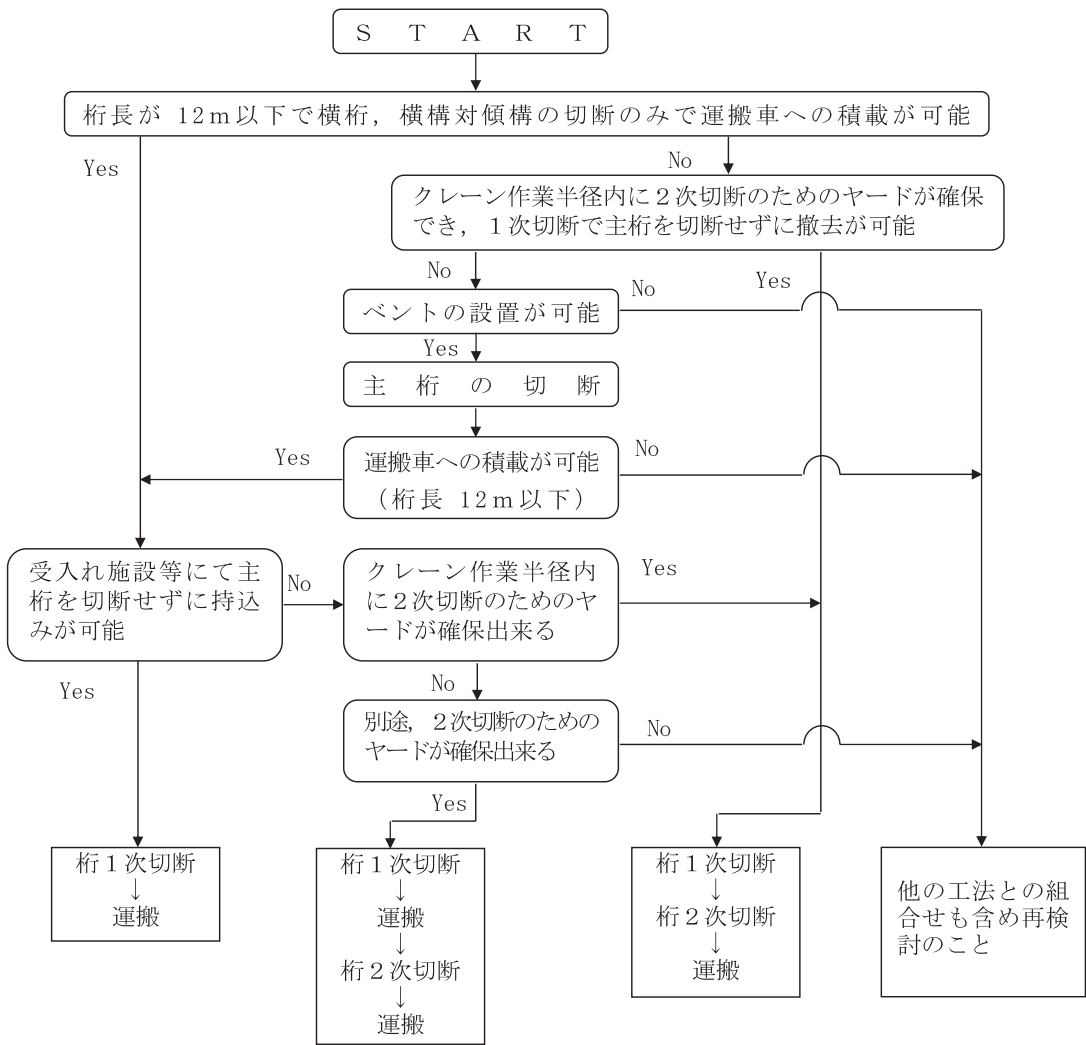 START
桁長が 12m以下で横桁，横構対傾構の切断のみで運搬車への積載が可能
Yes
No
クレーン作業半径内に２次切断のためのヤードが確保
でき，１次切断で主桁を切断せずに撤去が可能
No
Yes
ベントの設置が可能
No
Yes
主桁の切断
運搬車への積載が可能
（桁長 12m以下）
Yes
No
受入れ施設等にて主
桁を切断せずに持込
みが可能
No
クレーン作業半径内
に２次切断のためのヤ
ードが確保出来る
Yes
Yes
No
別途，２次切断のための
ヤードが確保出来る
No
Yes
桁１次切断
↓
運搬
桁１次切断
↓
運搬
↓
桁２次切断
↓
運搬
桁１次切断
↓
桁２次切断
↓
運搬
他の工法との組
合せも含め再検
討のこと